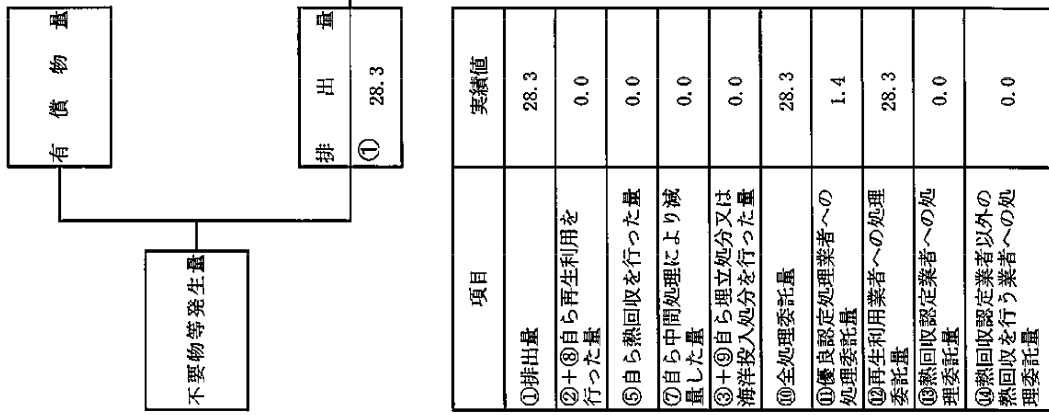 有償物量
不要物等発生量
排出量
① 28.3
項目 実績値
①排出量 28.3
②+⑧自ら再生利用を
行った量 0.0
⑤自ら熱回収を行った量 0.0
⑦自ら中間処理により減
量した量 0.0
③+⑨自ら埋立処分又は
海洋投入処分を行った量 0.0
⑩全処理委託量 28.3
⑪優良認定処理業者への
処理委託量 1.4
⑫再生利用業者への処理
委託量 28.3
⑬熱回収認定業者への処
理委託量 0.0
⑭熱回収認定業者以外の
熱回収を行う業者への処
理委託量 0.0